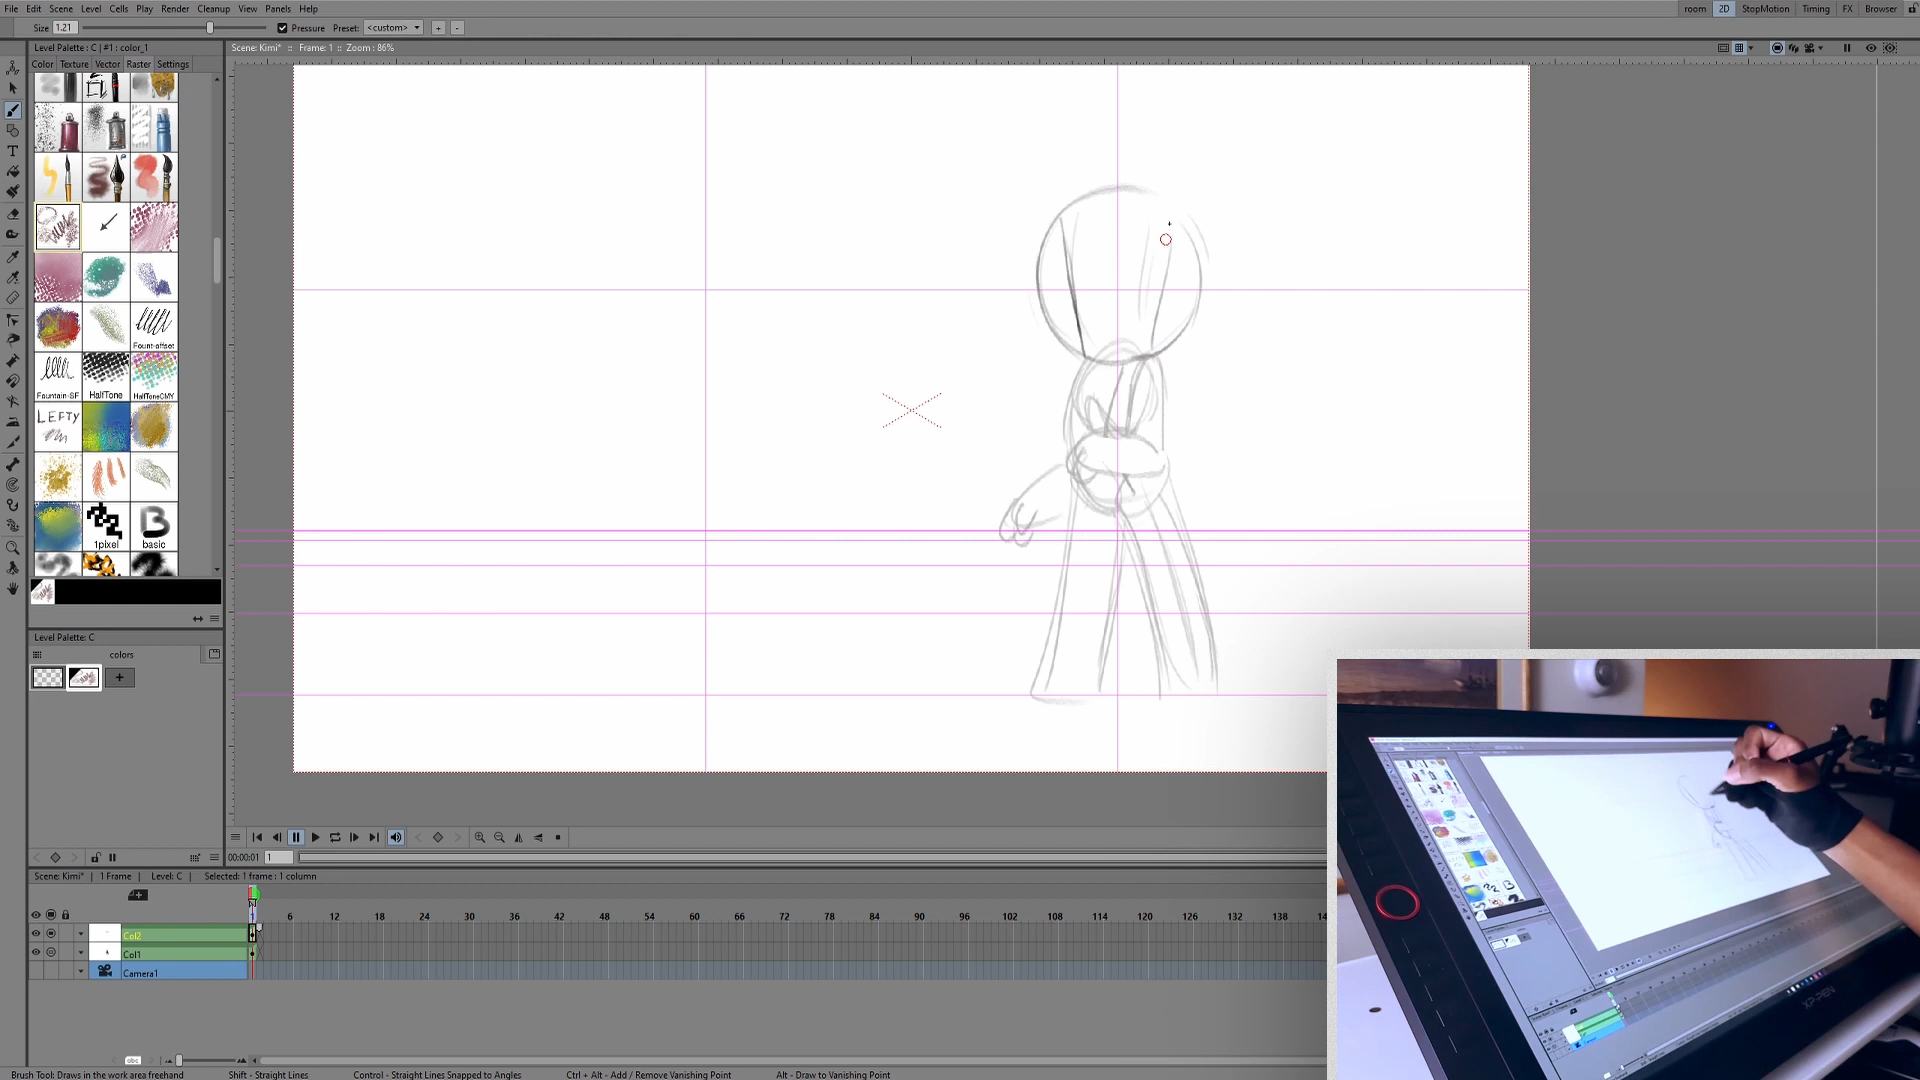 File Edit Scene Level Cells Play Render Cleanup View Panels Help
room 2D StopMotion Timing FX Browser
Size 1.21 Pressure Preset: <custom> + -
Level Palette : C | #1 : color_1
Scene: Kimi* :: Frame: 1 :: Zoom : 86%
Color Texture Vector Raster Settings
Fount-offset
Fountain-SF HalfTone HalfToneCMY
LEFTY
B
1pixel basic
Level Palette: C
colors
+
00:00:01 1
Scene: Kimi* | 1 Frame | Level: C | Selected: 1 frame : 1 column
6 12 18 24 30 36 42 48 54 60 66 72 78 84 90 96 102 108 114 120 126 132 138 14
Col2
Col1
Camera1
abc
Brush Tool: Draws in the work area freehand Shift - Straight Lines Control - Straight Lines Snapped to Angles Ctrl + Alt - Add / Remove Vanishing Point Alt - Draw to Vanishing Point
XP-PEN